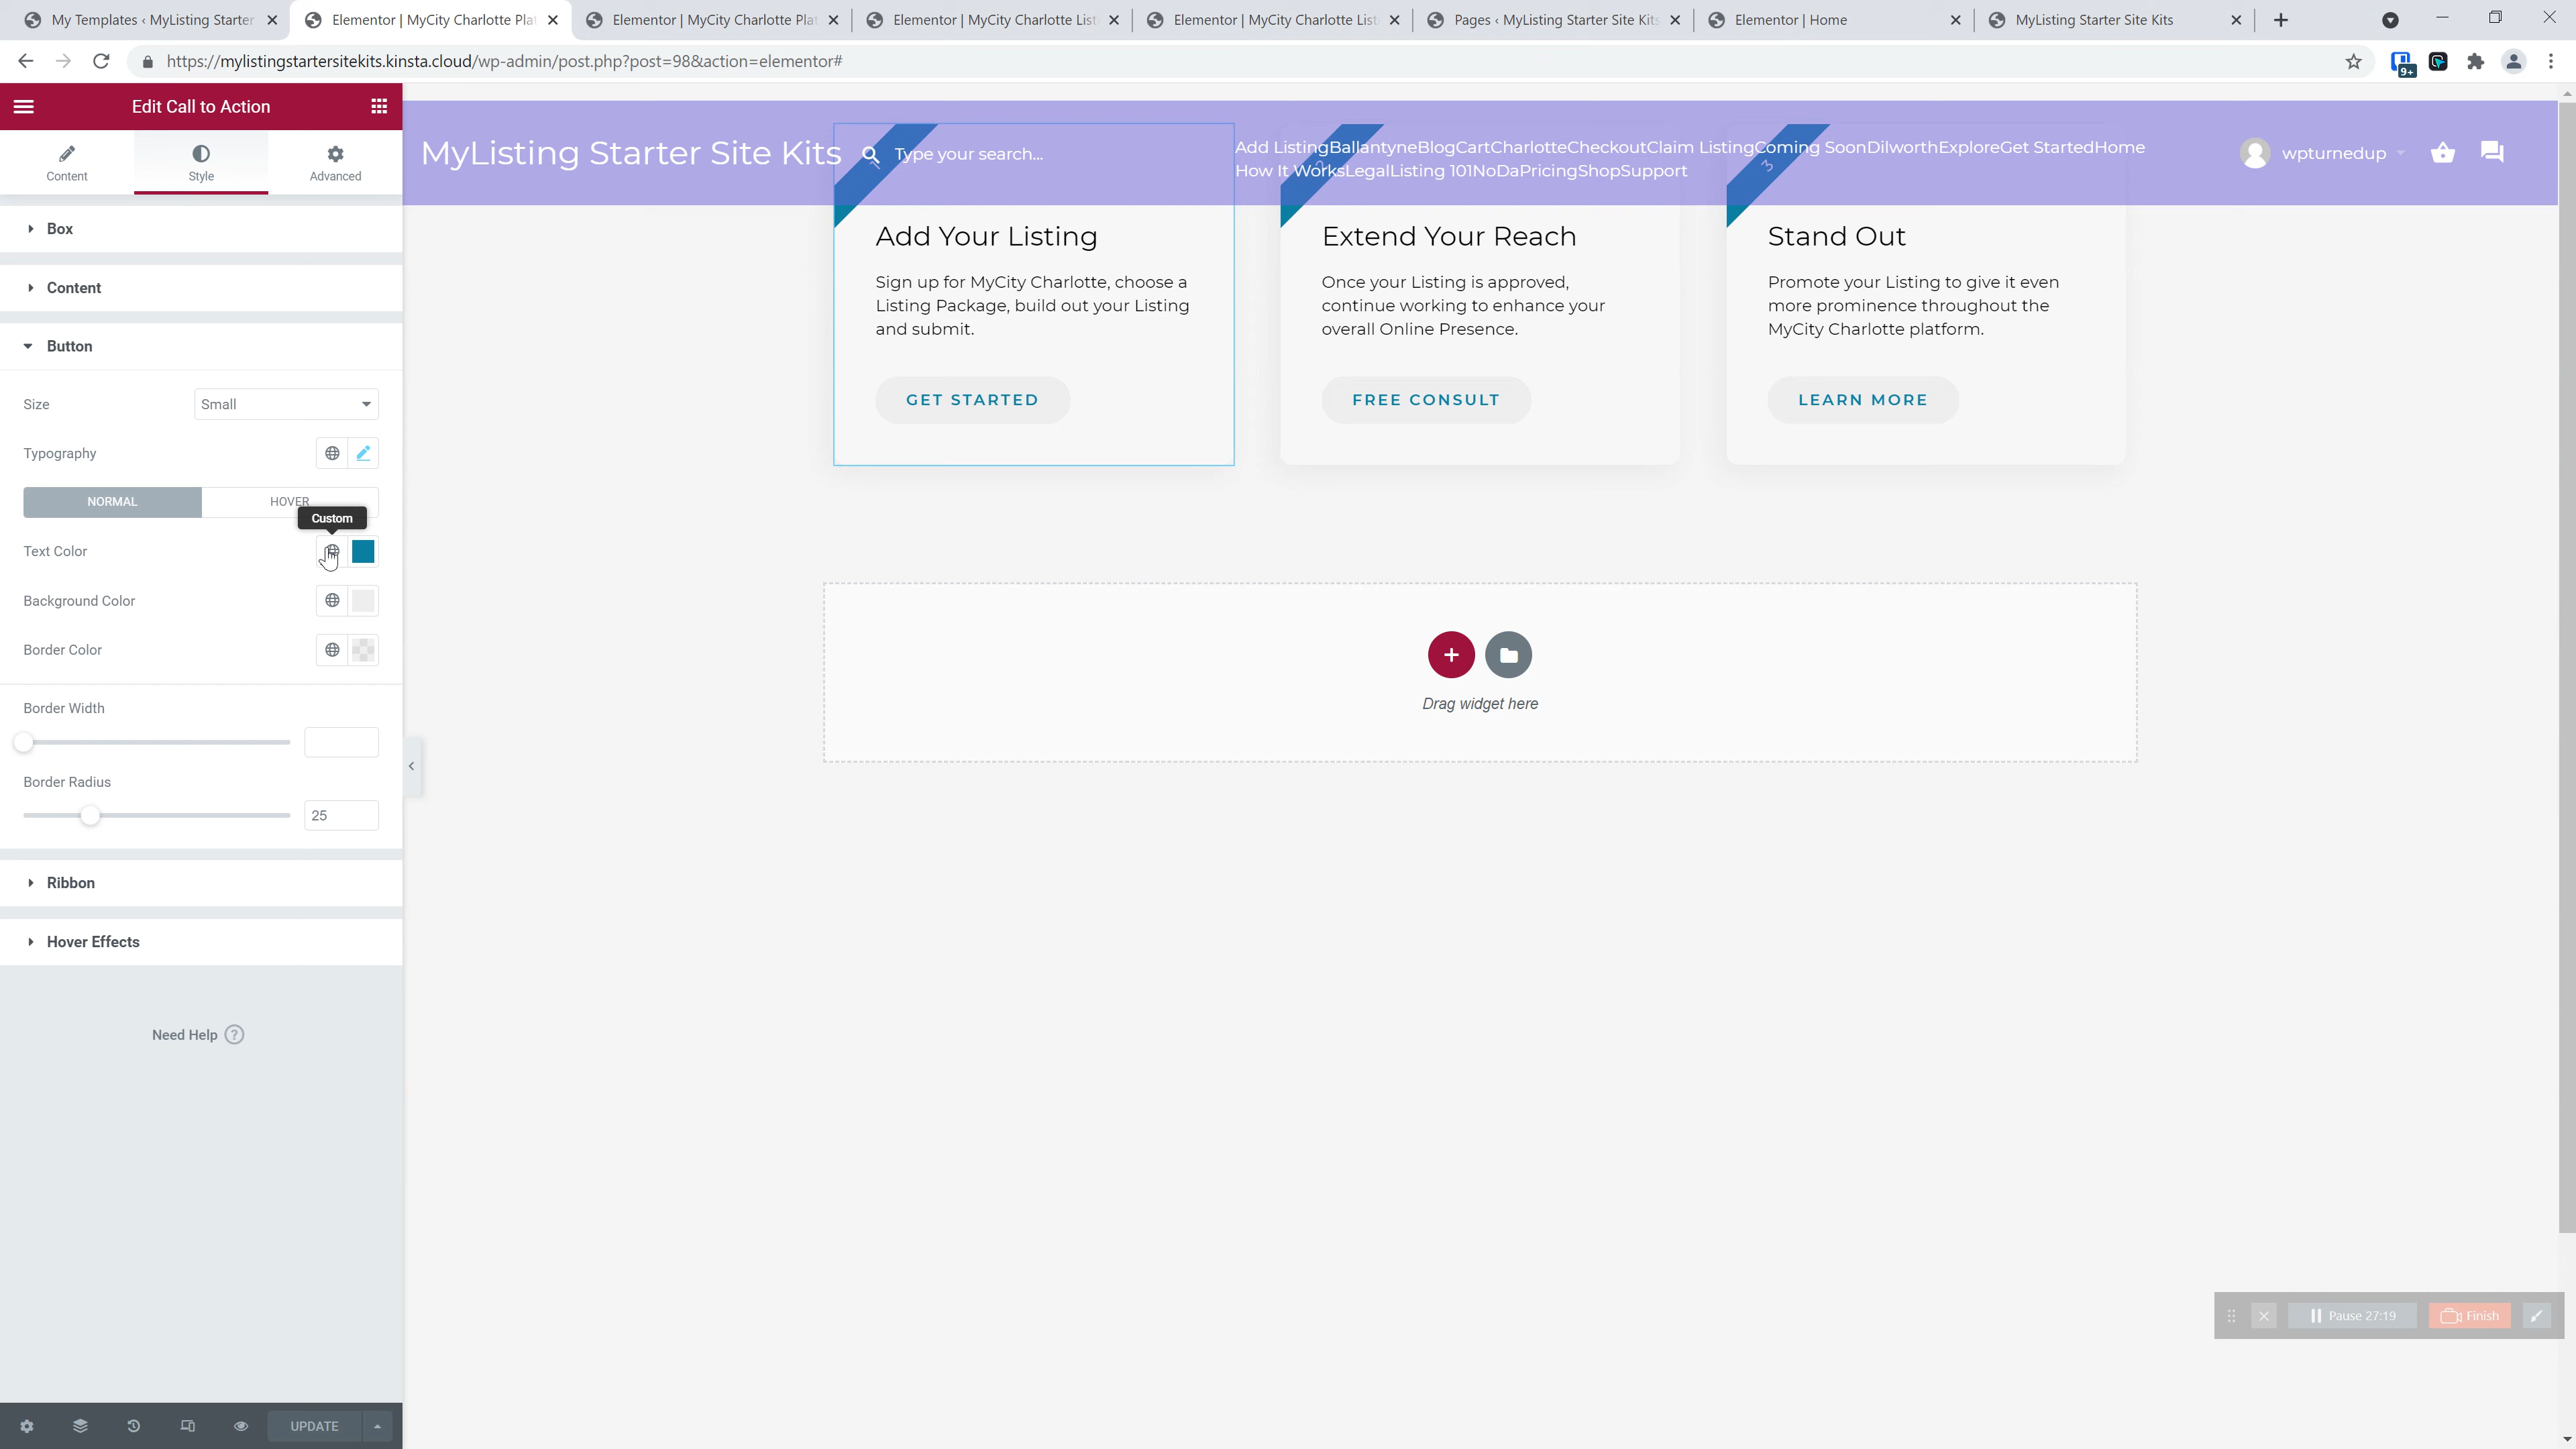 My Templates ‹ MyListing Starter
Elementor | MyCity Charlotte Pla
Elementor | MyCity Charlotte Pla
Elementor | MyCity Charlotte List
Elementor | MyCity Charlotte List
Pages ‹ MyListing Starter Site Kits
Elementor | Home
MyListing Starter Site Kits
https://mylistingstartersitekits.kinsta.cloud/wp-admin/post.php?post=98&action=elementor#
9+
Edit Call to Action
Content
Style
Advanced
Box
Content
Button
Size
Small
Typography
NORMAL
HOVER
Custom
Text Color
Background Color
Border Color
Border Width
Border Radius
25
Ribbon
Hover Effects
Need Help ?
UPDATE
MyListing Starter Site Kits
Type your search...
Add ListingBallantyneBlogCartCharlotteCheckoutClaim ListingComing SoonDilworthExploreGet StartedHome
How It WorksLegalListing 101NoDaPricingShopSupport
wpturnedup
1
2
3
Add Your Listing
Sign up for MyCity Charlotte, choose a
Listing Package, build out your Listing
and submit.
GET STARTED
Extend Your Reach
Once your Listing is approved,
continue working to enhance your
overall Online Presence.
FREE CONSULT
Stand Out
Promote your Listing to give it even
more prominence throughout the
MyCity Charlotte platform.
LEARN MORE
Drag widget here
Pause 27:19
Finish